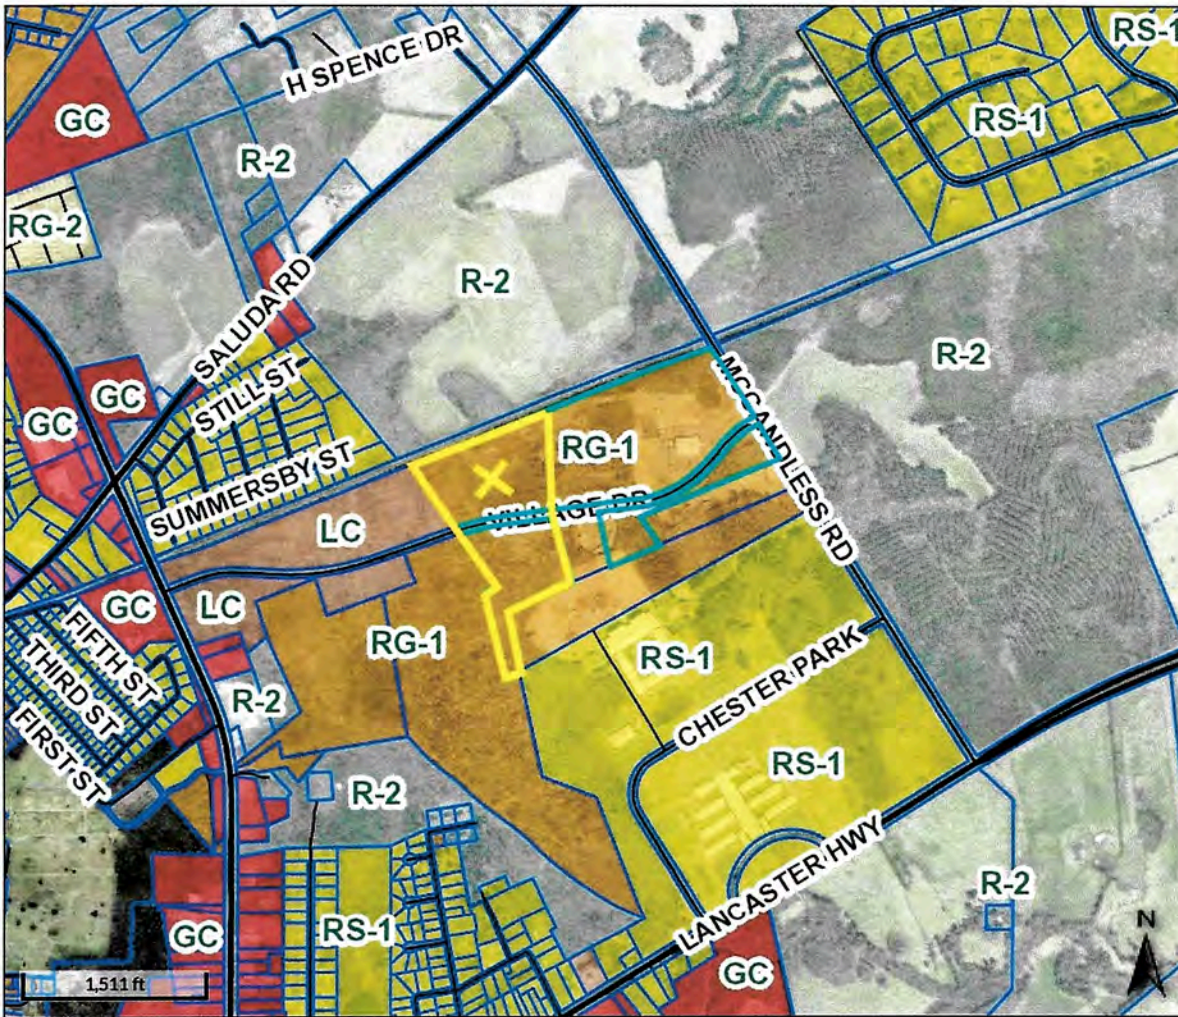 RS-1
H SPENCE DR
GC
RS-1
R-2
RG-2
R-2
SALUDA RD
R-2
GC
STILL ST
MCCANDLESS RD
GC
RG-1
SUMMERSBY ST
VILLAGE DR
LC
GC
LC
FIFTH ST
RG-1
RS-1
THIRD ST
CHESTER PARK
R-2
FIRST ST
RS-1
R-2
LANCASTER HWY
R-2
N
GC
RS-1
GC
1,511 ft